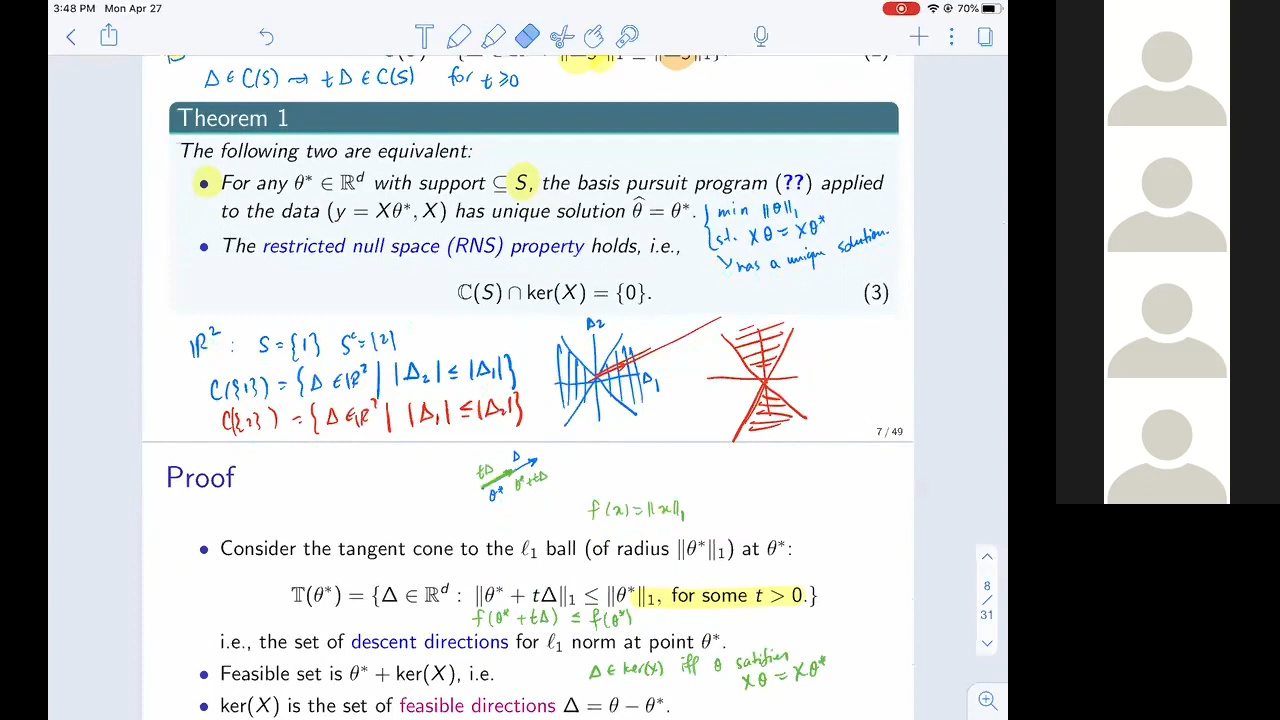 3:48 PM Mon Apr 27
70%
Δ ∈ C(S) ⇝ tΔ ∈ C(S) for t ≥ 0
Theorem 1
The following two are equivalent:
• For any θ* ∈ ℝ^d with support ⊆ S, the basis pursuit program (??) applied
to the data (y = Xθ*, X) has unique solution θ̂ = θ*.
min ‖θ‖₁
st. Xθ = Xθ*
has a unique solution.
• The restricted null space (RNS) property holds, i.e.,
ℂ(S) ∩ ker(X) = {0}. (3)
ℝ² : S = {1} Sᶜ = {2}
C({1}) = {Δ ∈ ℝ² | |Δ₂| ≤ |Δ₁|}
C({2}) = {Δ ∈ ℝ² | |Δ₁| ≤ |Δ₂|}
Δ₂
Δ₁
7 / 49
Proof
tΔ Δ
θ* θ*+tΔ
f(x) = ‖x‖₁
• Consider the tangent cone to the ℓ₁ ball (of radius ‖θ*‖₁) at θ*:
𝕋(θ*) = {Δ ∈ ℝ^d : ‖θ* + tΔ‖₁ ≤ ‖θ*‖₁, for some t > 0.}
f(θ* + tΔ) ≤ f(θ*)
i.e., the set of descent directions for ℓ₁ norm at point θ*.
• Feasible set is θ* + ker(X), i.e.
Δ ∈ ker(X) iff θ satisfies
Xθ = Xθ*
• ker(X) is the set of feasible directions Δ = θ − θ*.
8
/
31